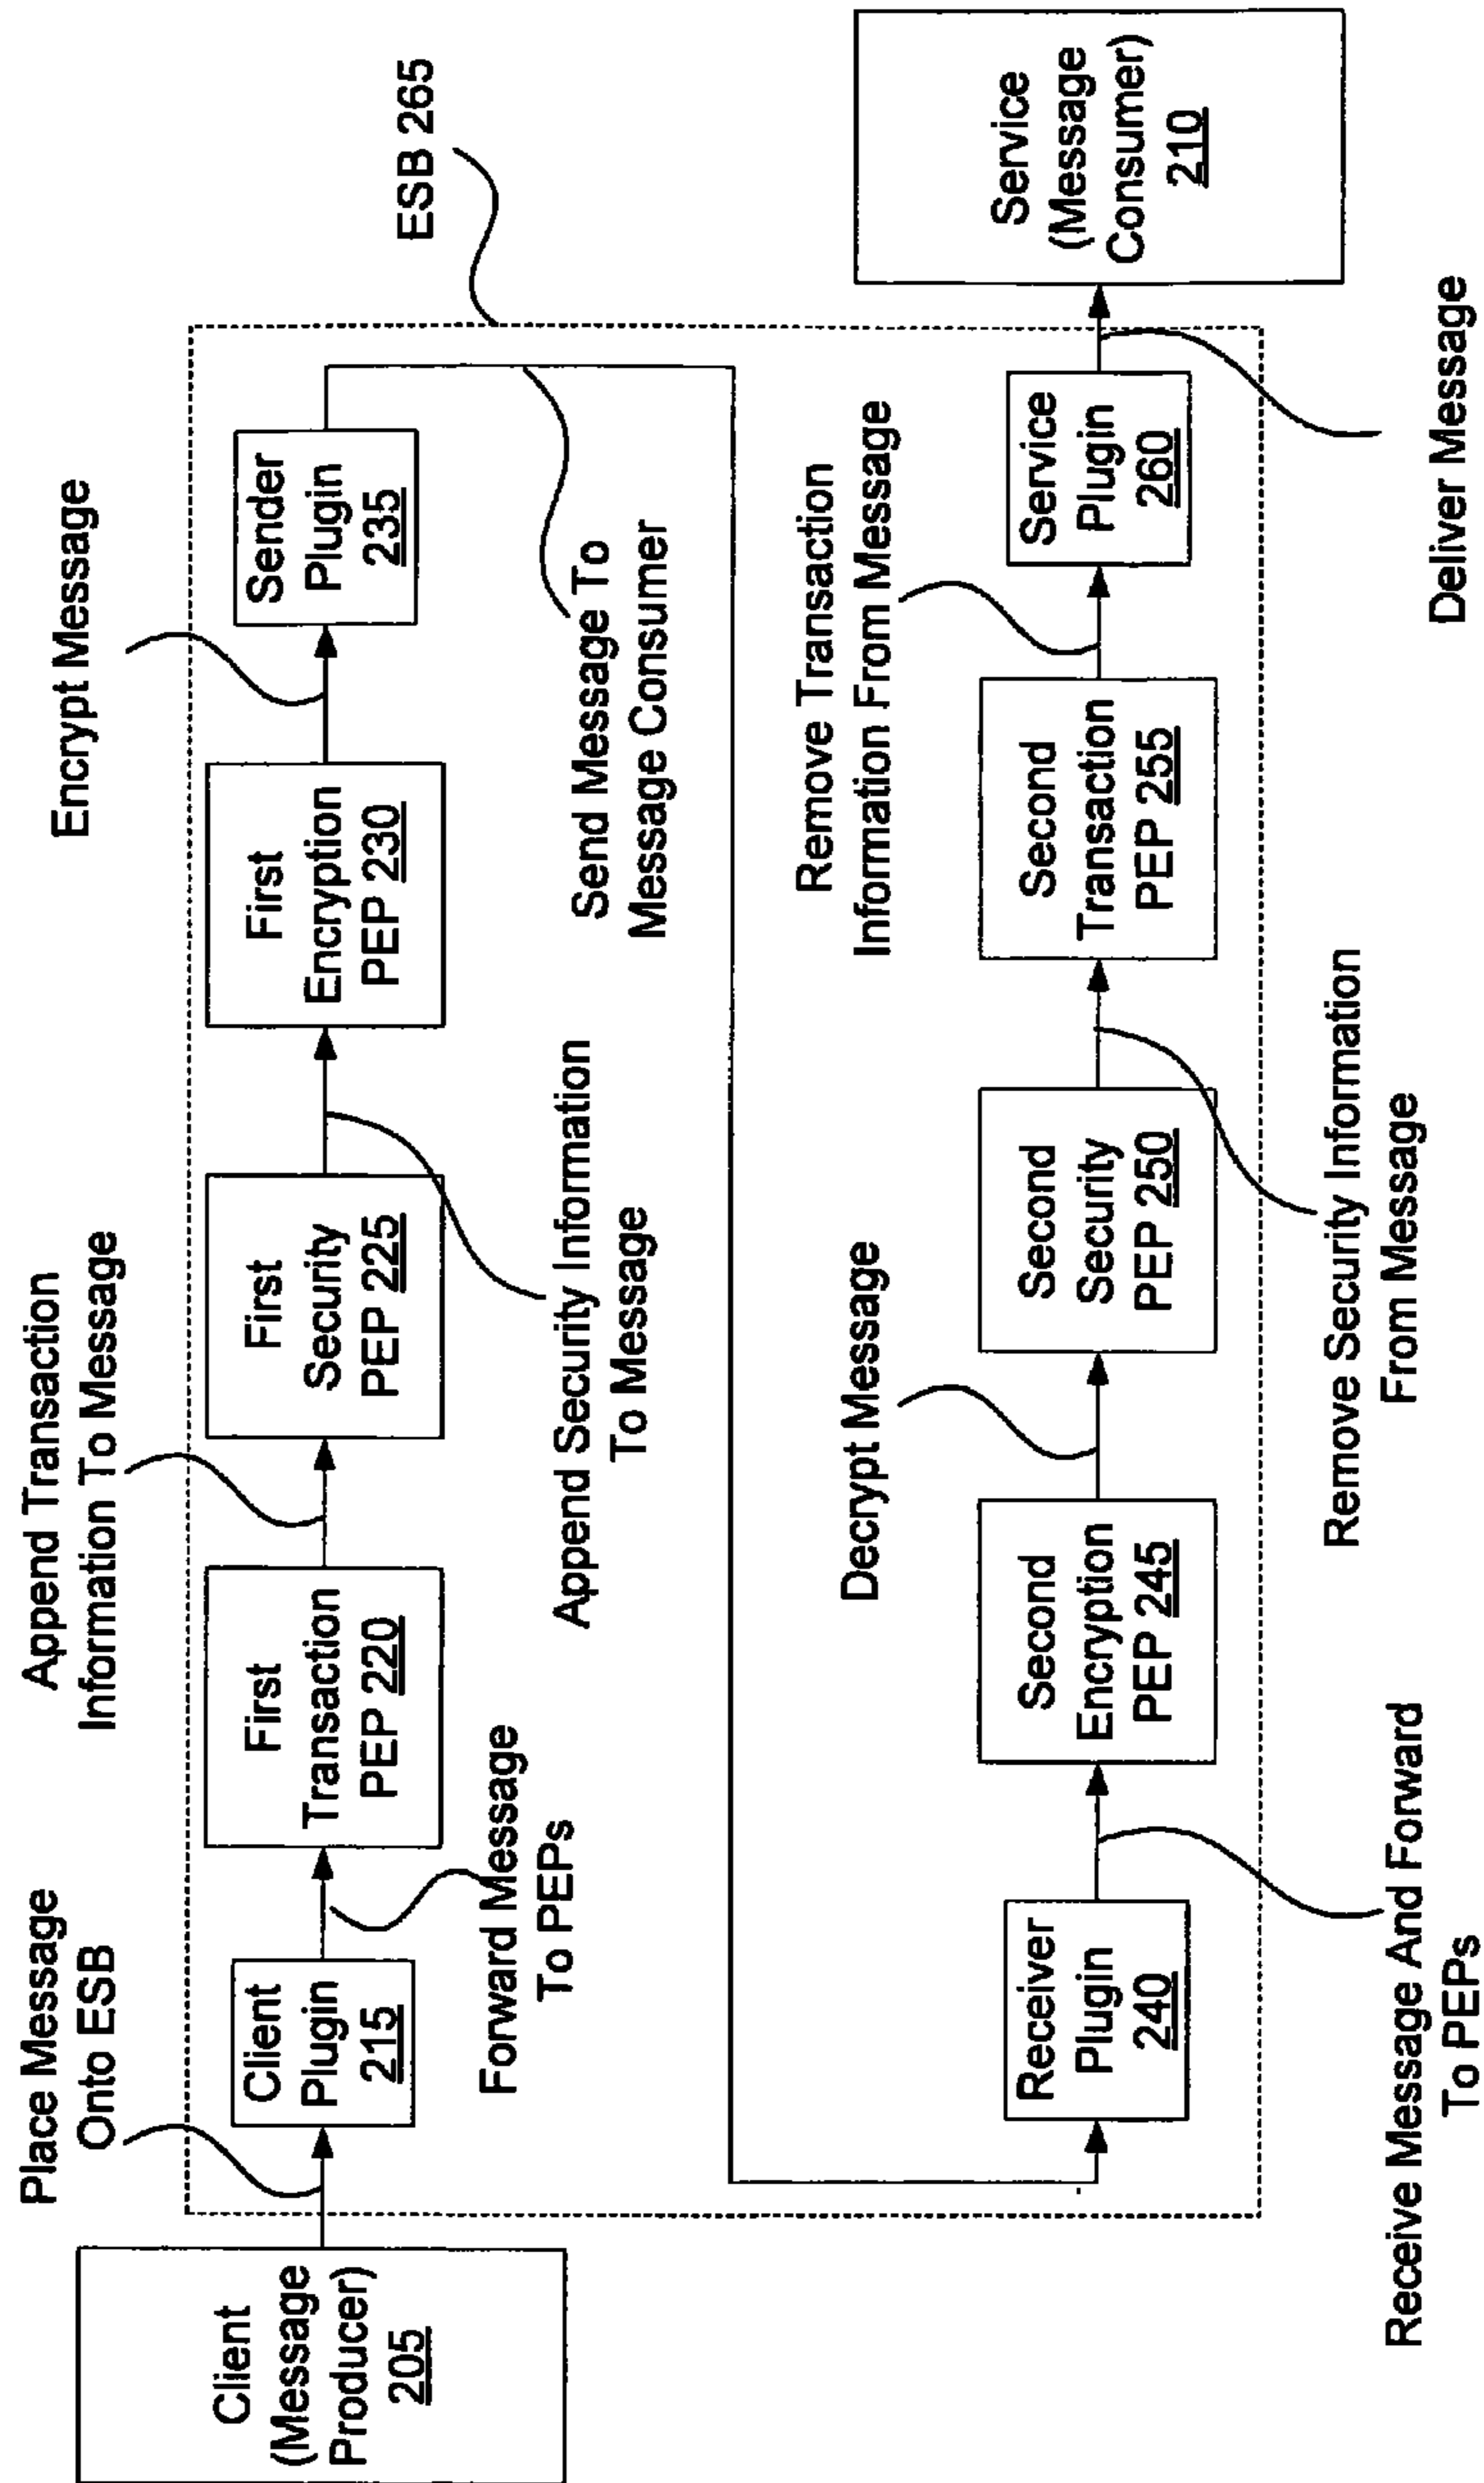 Place Message
Onto ESB
Append Transaction
Information To Message
Encrypt Message
ESB 265
Client
(Message
Producer)
205
Client
Plugin
215
First
Transaction
PEP 220
First
Security
PEP 225
First
Encryption
PEP 230
Sender
Plugin
235
Forward Message
To PEPs
Append Security Information
To Message
Send Message To
Message Consumer
Decrypt Message
Remove Transaction
Information From Message
Receiver
Plugin
240
Second
Encryption
PEP 245
Second
Security
PEP 250
Second
Transaction
PEP 255
Service
Plugin
260
Service
(Message
Consumer)
210
Receive Message And Forward
To PEPs
Remove Security Information
From Message
Deliver Message